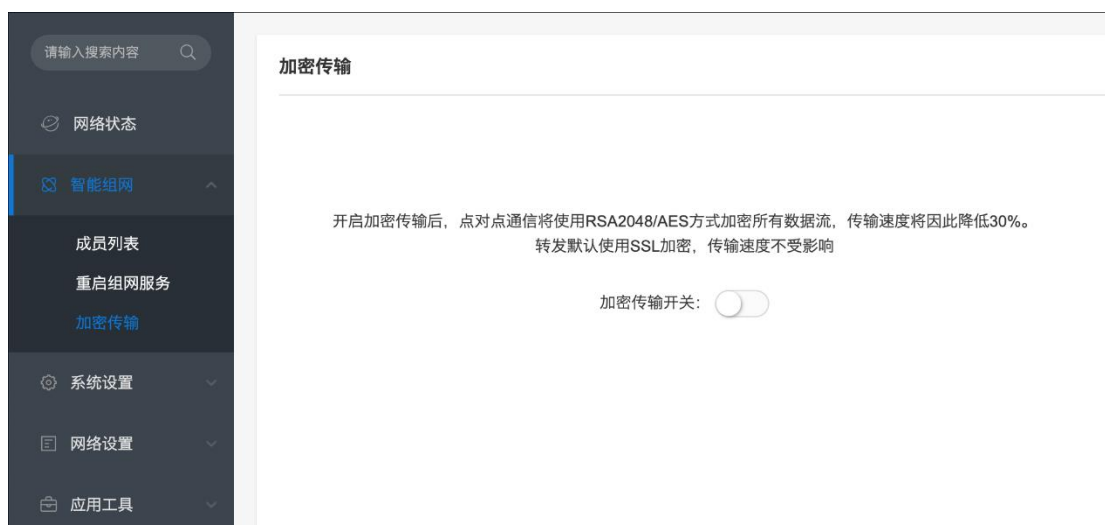 请输入搜索内容
网络状态
智能组网
成员列表
重启组网服务
加密传输
系统设置
网络设置
应用工具
加密传输
开启加密传输后，点对点通信将使用RSA2048/AES方式加密所有数据流，传输速度将因此降低30%。
转发默认使用SSL加密，传输速度不受影响
加密传输开关：